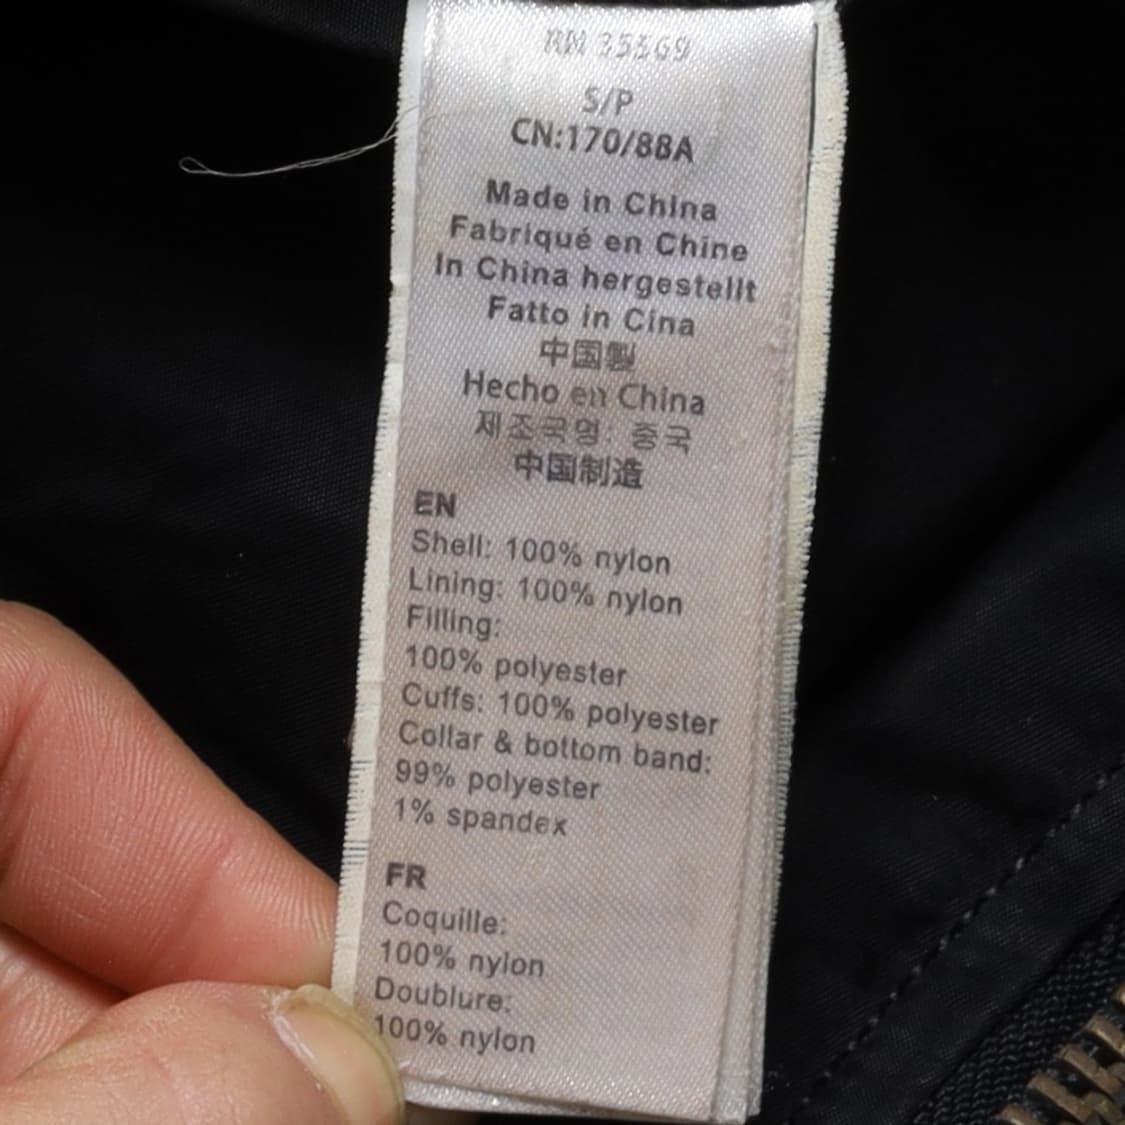 RN 35569
S/P
CN:170/88A
Made in China
Fabriqué en Chine
In China hergestellt
Fatto in Cina
中国製
Hecho en China
제조국명: 중국
中国制造
EN
Shell: 100% nylon
Lining: 100% nylon
Filling:
100% polyester
Cuffs: 100% polyester
Collar & bottom band:
99% polyester
1% spandex
FR
Coquille:
100% nylon
Doublure:
100% nylon